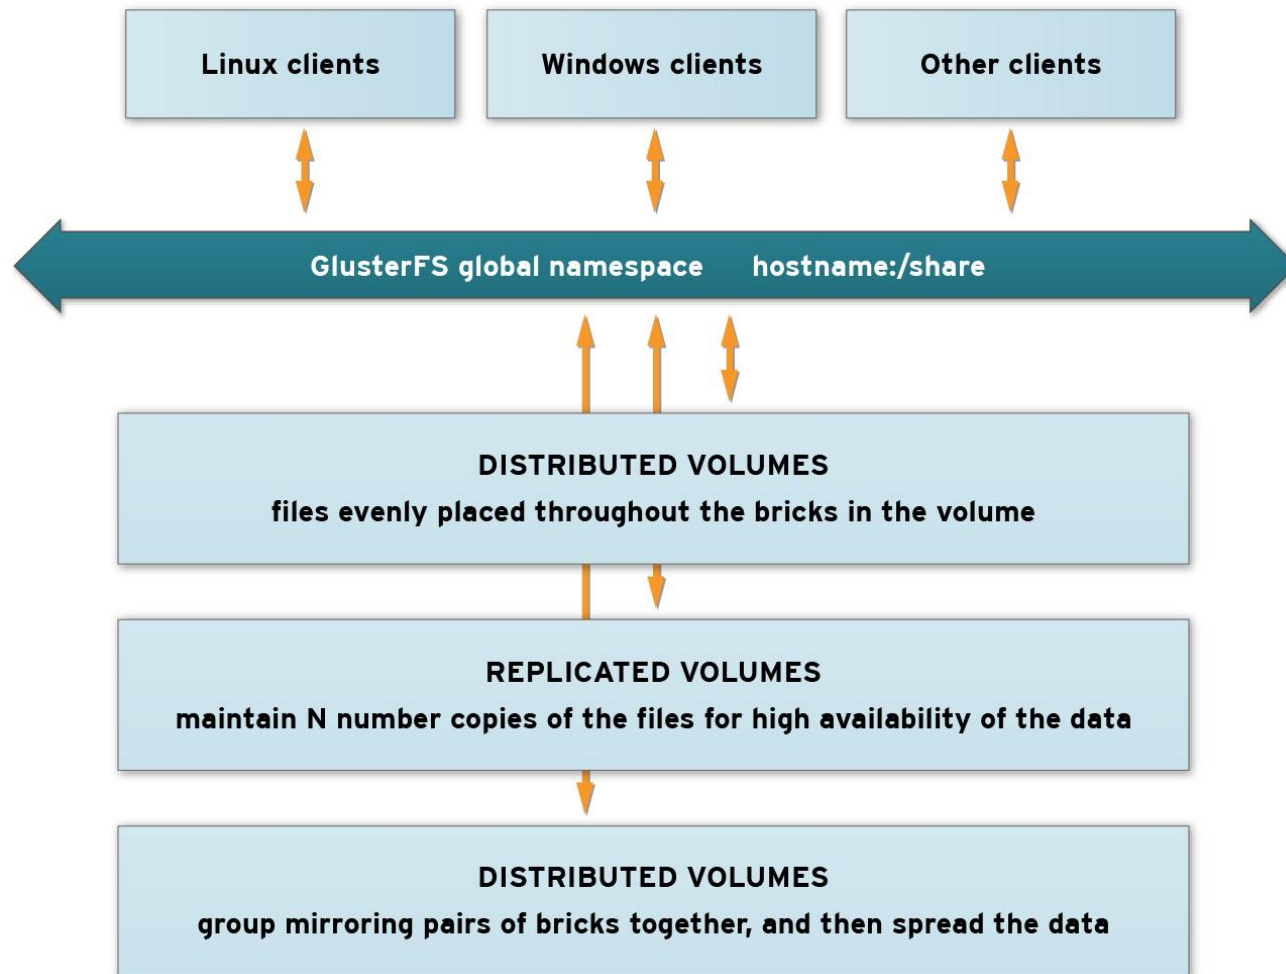 Linux clients
Windows clients
Other clients
GlusterFS global namespace hostname:/share
DISTRIBUTED VOLUMES
files evenly placed throughout the bricks in the volume
REPLICATED VOLUMES
maintain N number copies of the files for high availability of the data
DISTRIBUTED VOLUMES
group mirroring pairs of bricks together, and then spread the data